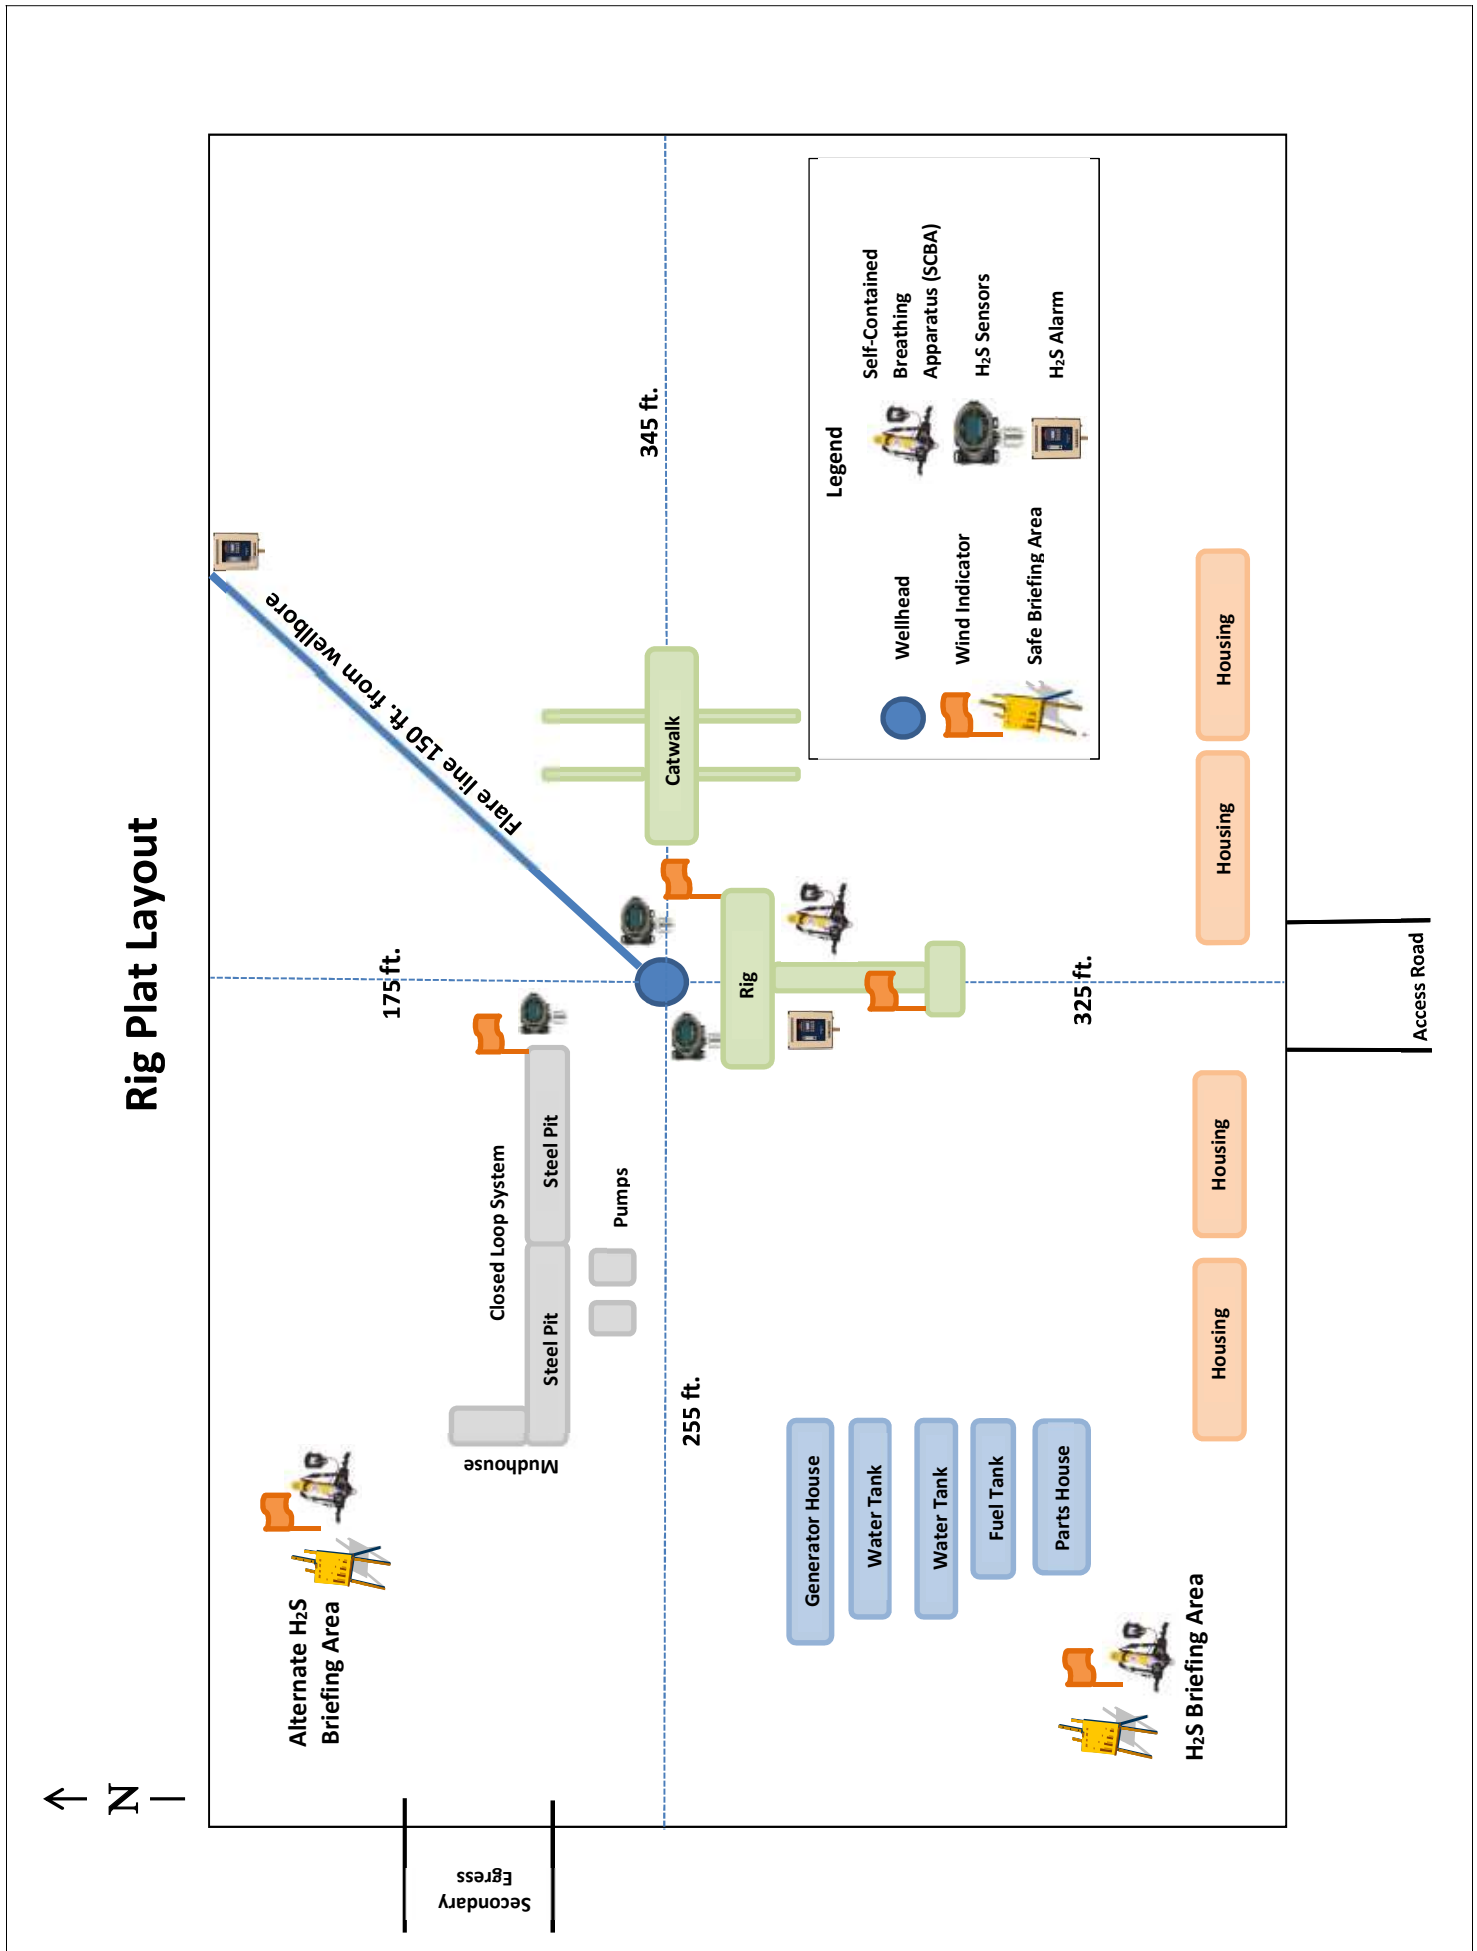 Rig Plat Layout
N
Secondary
Egress
Alternate H₂S
Briefing Area
Mudhouse
Closed Loop System
Steel Pit
Steel Pit
Pumps
175 ft.
Flare line 150 ft. from wellbore
255 ft.
345 ft.
Rig
Catwalk
Generator House
Water Tank
Water Tank
Fuel Tank
Parts House
H₂S Briefing Area
325 ft.
Legend
Wellhead
Wind Indicator
Safe Briefing Area
Self-Contained
Breathing
Apparatus (SCBA)
H₂S Sensors
H₂S Alarm
Housing
Housing
Housing
Housing
Access Road